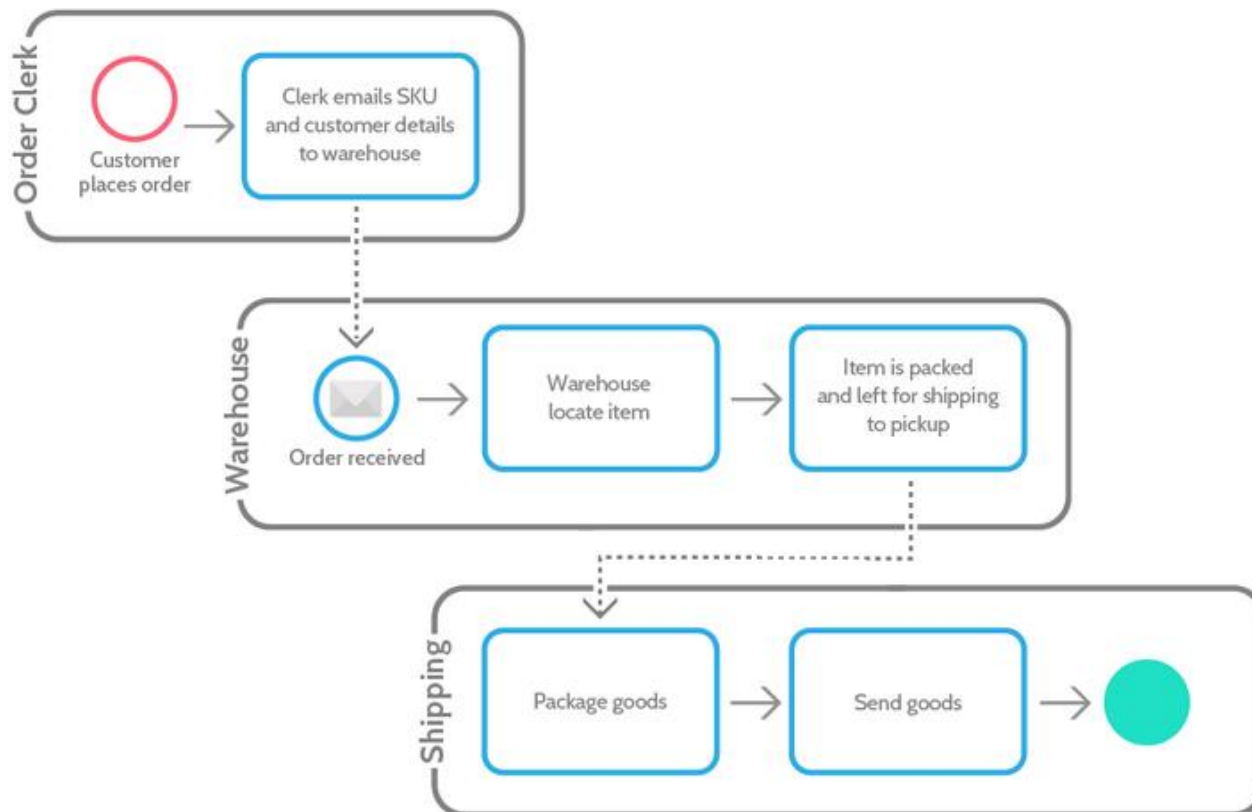 Order Clerk
Customer
places order
Clerk emails SKU
and customer details
to warehouse
Warehouse
Order received
Warehouse
locate item
Item is packed
and left for shipping
to pickup
Shipping
Package goods
Send goods